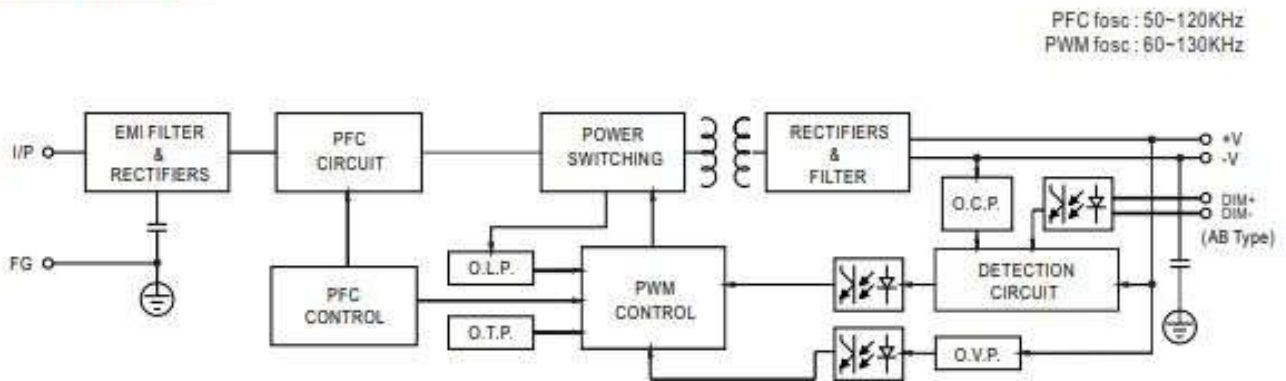 PFC fosc : 50~120KHz
PWM fosc : 60~130KHz
I/P
EMI FILTER
&
RECTIFIERS
PFC
CIRCUIT
POWER
SWITCHING
RECTIFIERS
&
FILTER
+V
-V
O.C.P.
DIM+
DIM-
(AB Type)
FG
O.L.P.
PFC
CONTROL
PWM
CONTROL
DETECTION
CIRCUIT
O.T.P.
O.V.P.